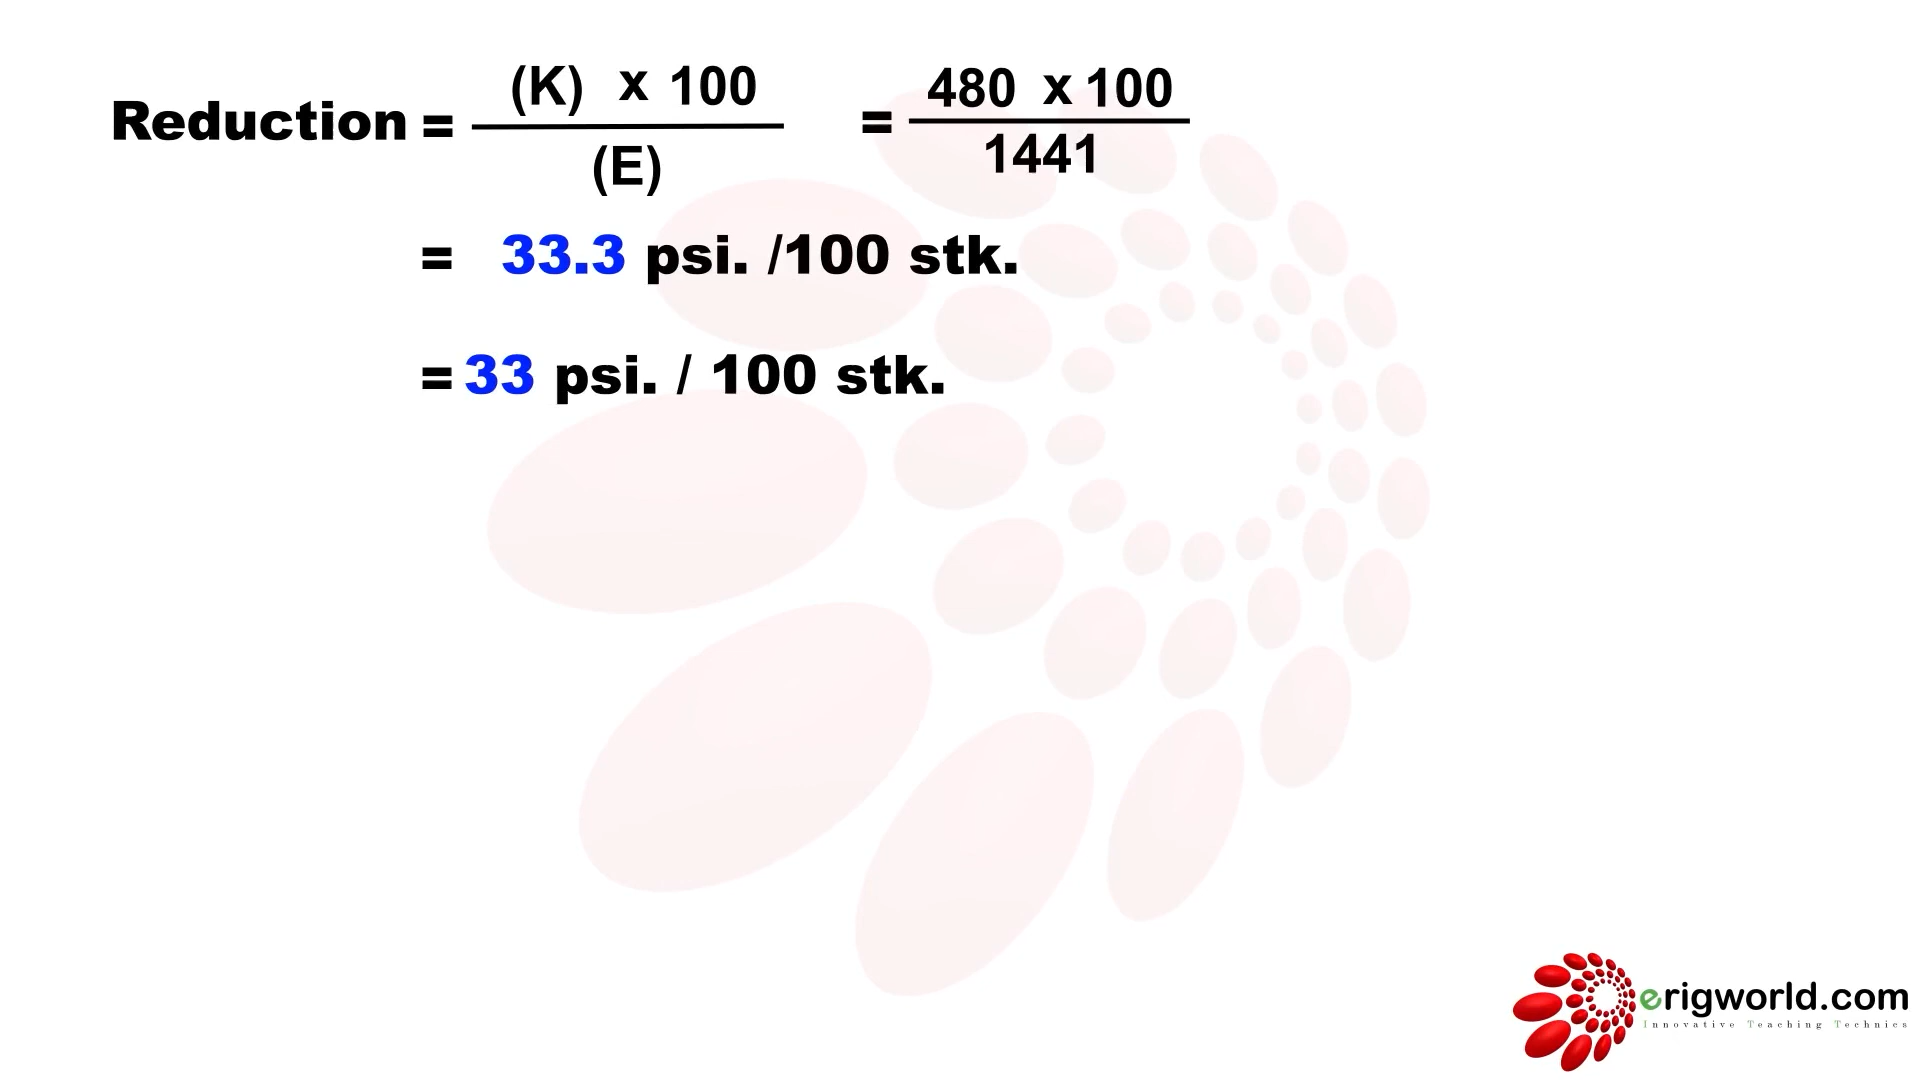 Reduction = (K) x 100 = 480 x 100
(E) 1441
= 33.3 psi. /100 stk.
= 33 psi. / 100 stk.
erigworld.com
Innovative Teaching Technics